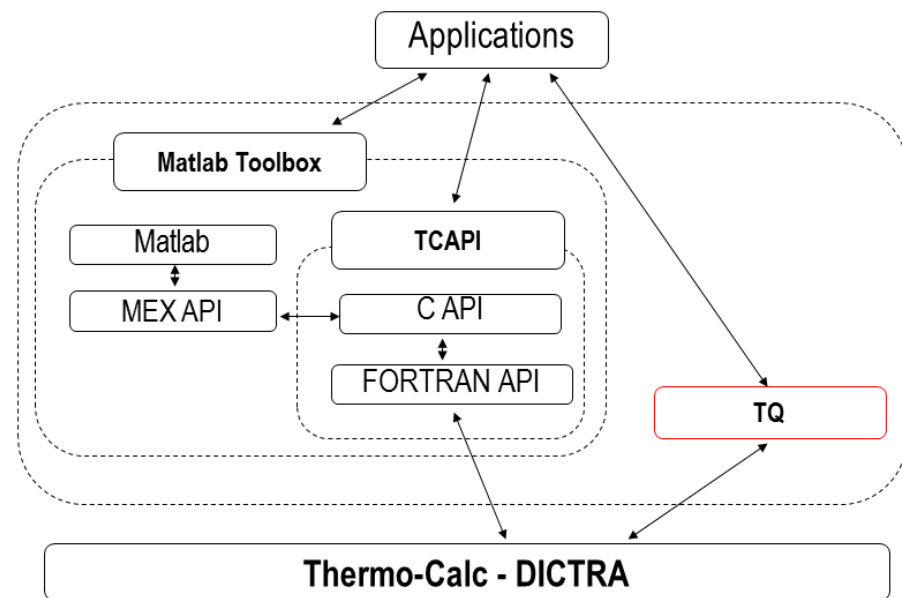 Applications
Matlab Toolbox
TCAPI
Matlab
MEX API
C API
FORTRAN API
TQ
Thermo-Calc - DICTRA